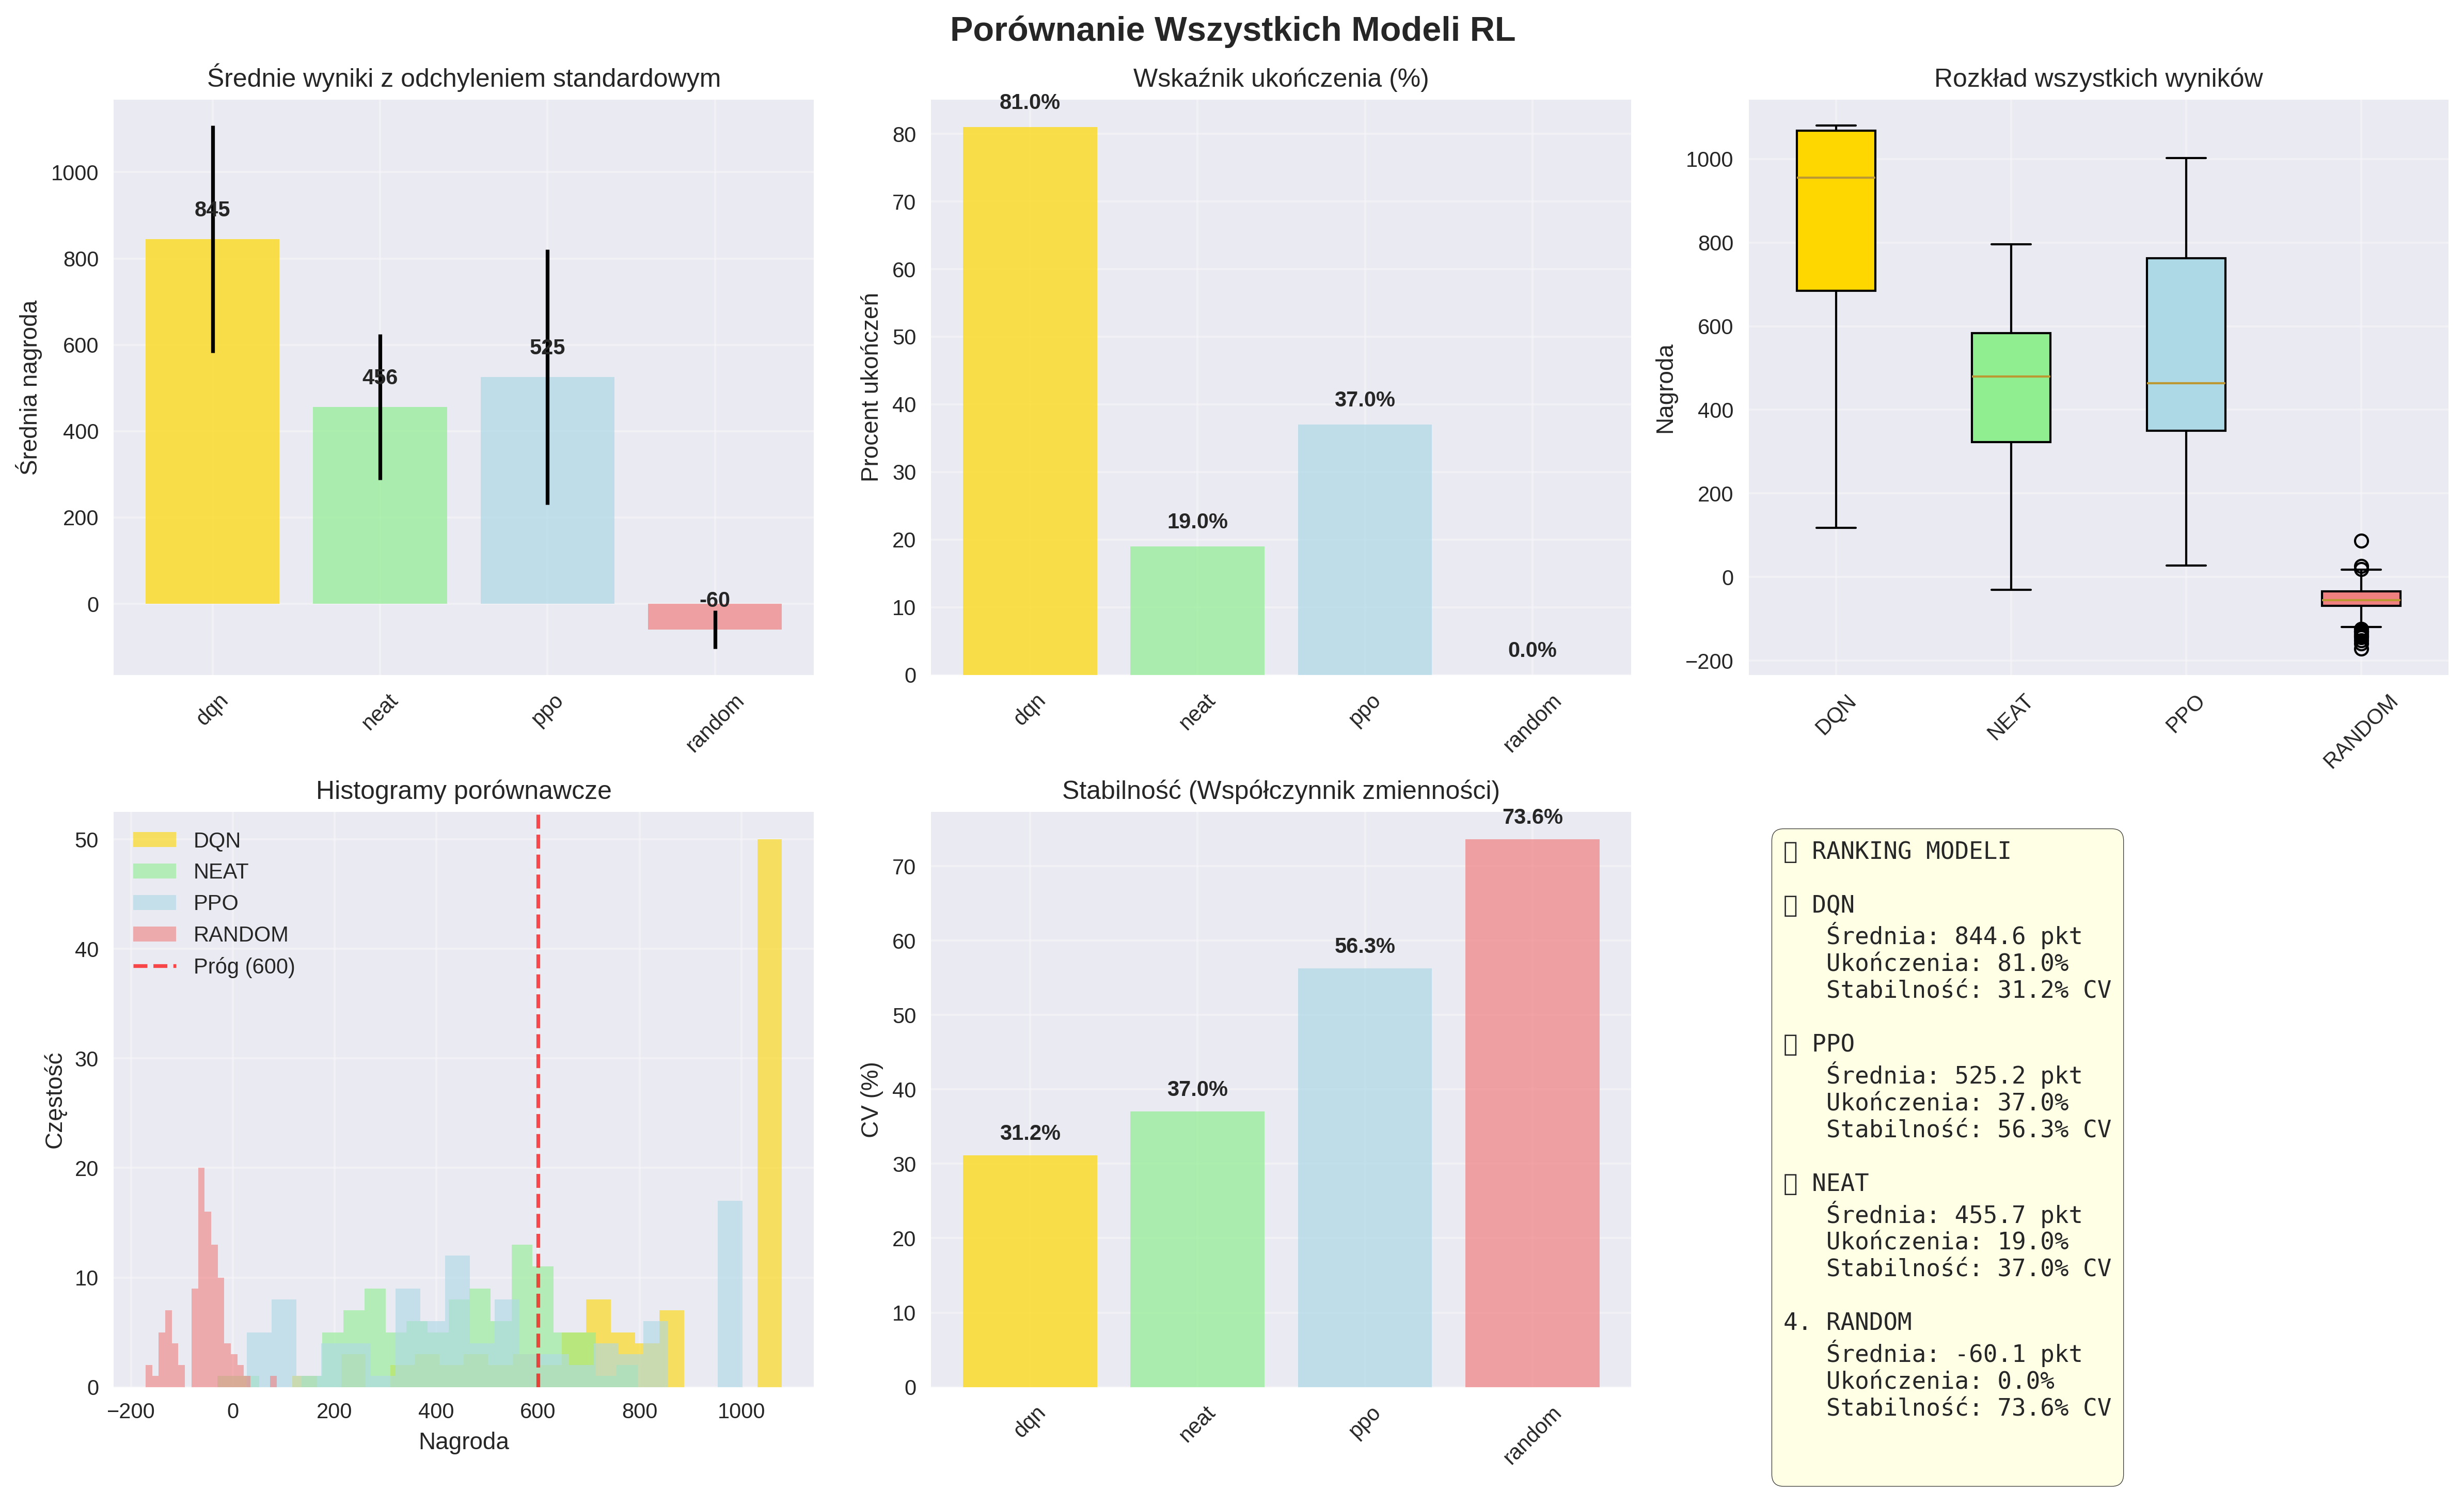 Porównanie Wszystkich Modeli RL
Średnie wyniki z odchyleniem standardowym
Średnia nagroda
1000
800
600
400
200
0
845
456
525
-60
dqn
neat
ppo
random
Wskaźnik ukończenia (%)
Procent ukończeń
80
70
60
50
40
30
20
10
0
81.0%
19.0%
37.0%
0.0%
dqn
neat
ppo
random
Rozkład wszystkich wyników
Nagroda
1000
800
600
400
200
0
−200
DQN
NEAT
PPO
RANDOM
Histogramy porównawcze
Częstość
50
40
30
20
10
0
DQN
NEAT
PPO
RANDOM
Próg (600)
−200
0
200
400
600
800
1000
Nagroda
Stabilność (Współczynnik zmienności)
CV (%)
70
60
50
40
30
20
10
0
31.2%
37.0%
56.3%
73.6%
dqn
neat
ppo
random
RANKING MODELI
DQN
Średnia: 844.6 pkt
Ukończenia: 81.0%
Stabilność: 31.2% CV
PPO
Średnia: 525.2 pkt
Ukończenia: 37.0%
Stabilność: 56.3% CV
NEAT
Średnia: 455.7 pkt
Ukończenia: 19.0%
Stabilność: 37.0% CV
4. RANDOM
Średnia: -60.1 pkt
Ukończenia: 0.0%
Stabilność: 73.6% CV